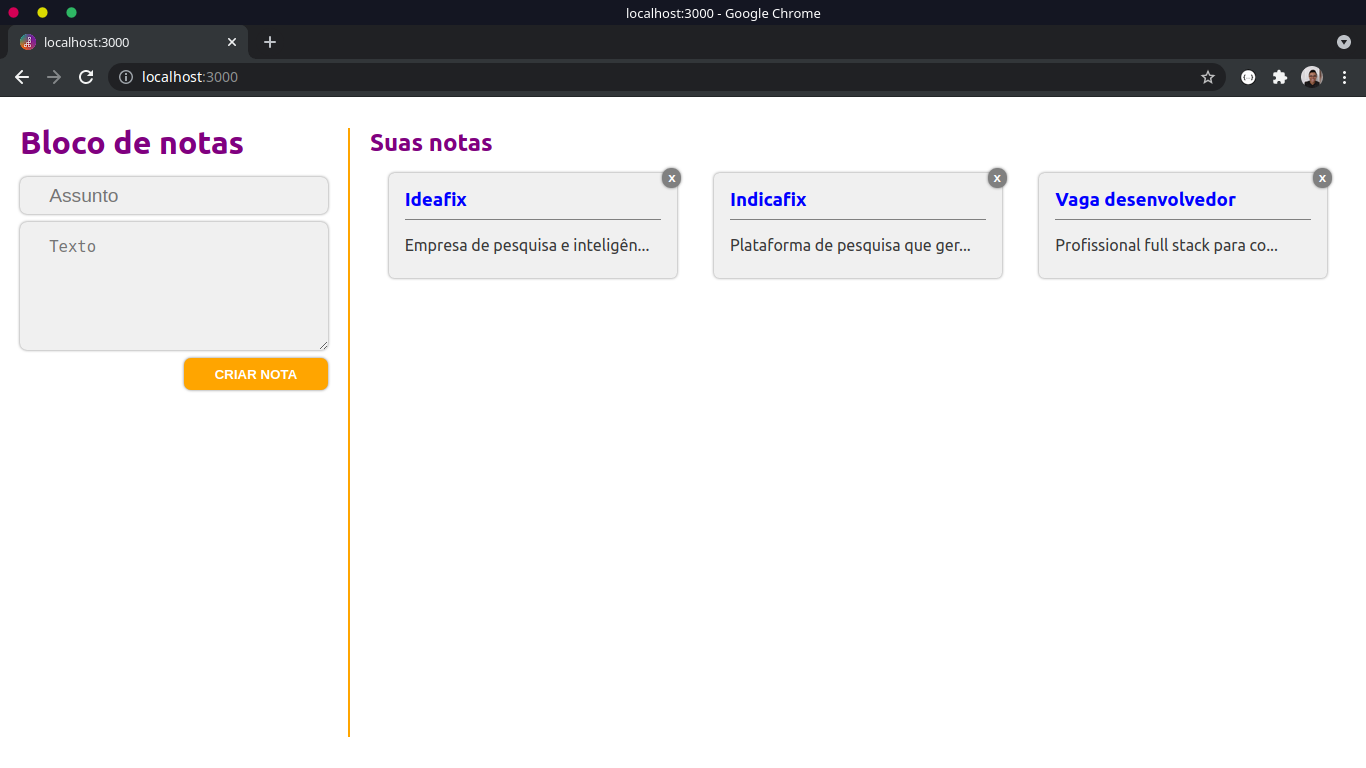 localhost:3000 - Google Chrome
localhost:3000
localhost:3000
Bloco de notas
Assunto
Texto
CRIAR NOTA
Suas notas
x
Ideafix
Empresa de pesquisa e inteligên...
x
Indicafix
Plataforma de pesquisa que ger...
x
Vaga desenvolvedor
Profissional full stack para co...